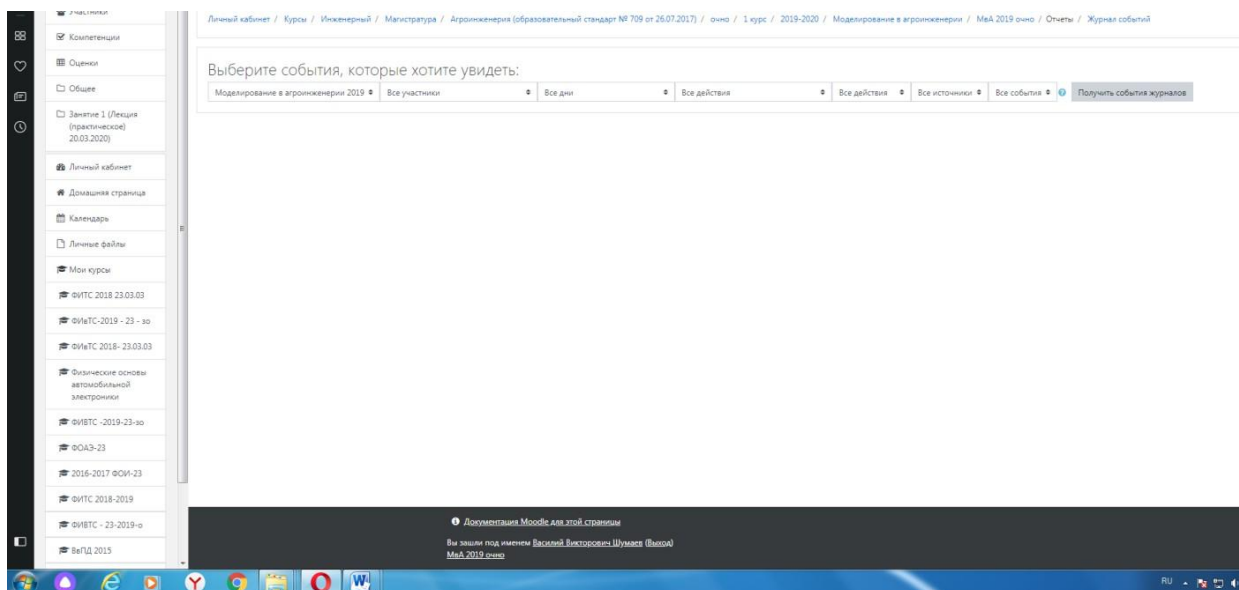 Участники
Компетенции
Оценки
Общее
Занятие 1 (Лекция
(практическое)
20.03.2020)
Личный кабинет
Домашняя страница
Календарь
Личные файлы
Мои курсы
ФИТС 2018 23.03.03
ФИвТС-2019 - 23 - зо
ФИвТС 2018- 23.03.03
Физические основы
автомобильной
электроники
ФИВТС -2019-23-зо
ФОАЭ-23
2016-2017 ФОИ-23
ФИТС 2018-2019
ФИВТС - 23-2019-о
ВвПД 2015
Личный кабинет / Курсы / Инженерный / Магистратура / Агроинженерия (образовательный стандарт № 709 от 26.07.2017) / очно / 1 курс / 2019-2020 / Моделирование в агроинженерии / МвА 2019 очно / Отчеты / Журнал событий
Выберите события, которые хотите увидеть:
Моделирование в агроинженерии 2019 Все участники Все дни Все действия Все действия Все источники Все события Получить события журналов
Документация Moodle для этой страницы
Вы зашли под именем Василий Викторович Шумаев (Выход)
МвА 2019 очно
RU